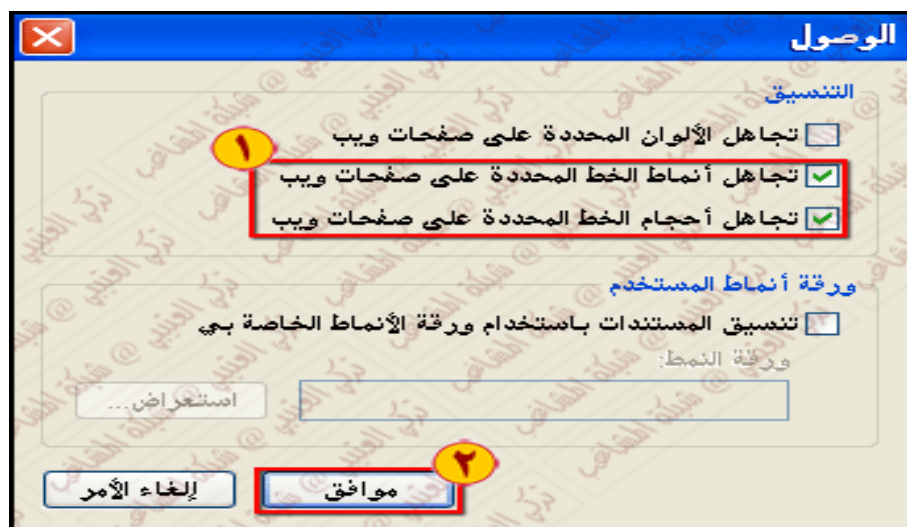 الوصول
التنسيق
تجاهل الألوان المحددة على صفحات ويب
١
تجاهل أنماط الخط المحددة على صفحات ويب
تجاهل أحجام الخط المحددة على صفحات ويب
ورقة أنماط المستخدم
تنسيق المستندات باستخدام ورقة الأنماط الخاصة بي
ورقة النمط:
استعراض...
٢
موافق
إلغاء الأمر